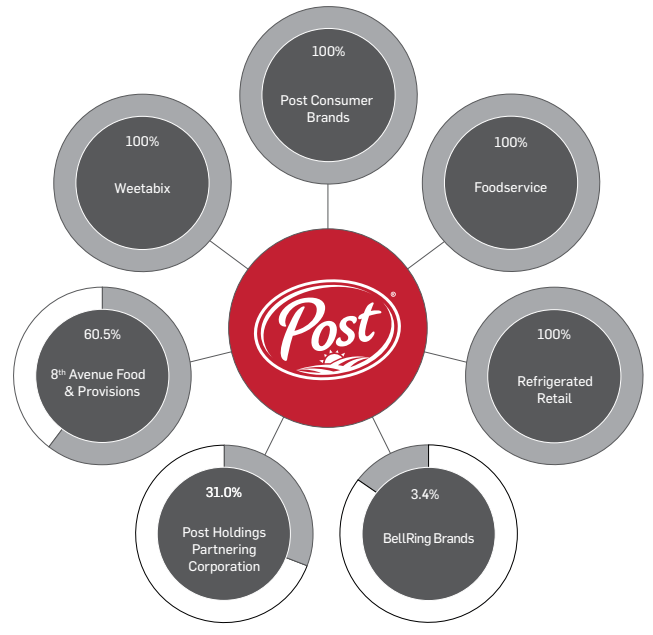 100%
Post Consumer
Brands
100%
Weetabix
100%
Foodservice
Post®
60.5%
8th Avenue Food
& Provisions
100%
Refrigerated
Retail
31.0%
Post Holdings
Partnering
Corporation
3.4%
BellRing Brands